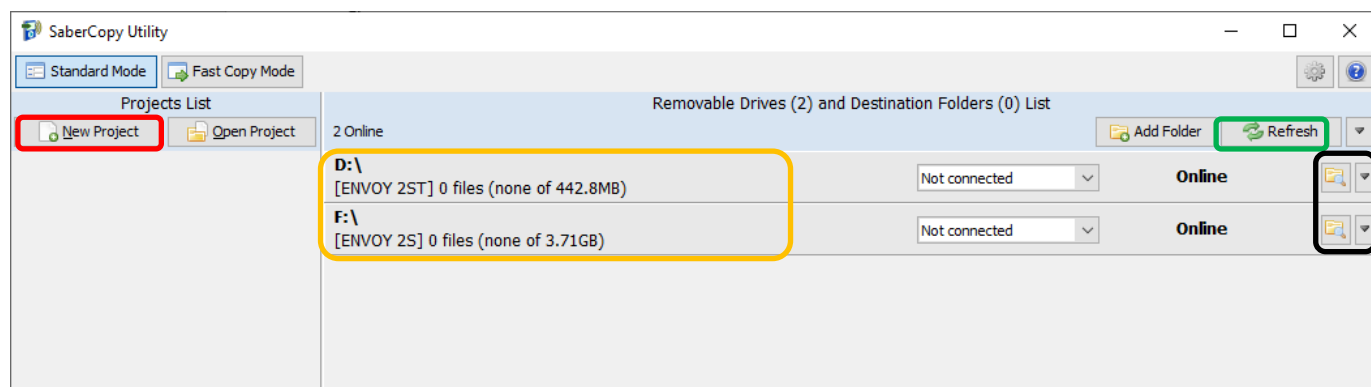 SaberCopy Utility
Standard Mode Fast Copy Mode
Projects List Removable Drives (2) and Destination Folders (0) List
New Project Open Project 2 Online Add Folder Refresh
D:\
[ENVOY 2ST] 0 files (none of 442.8MB) Not connected Online
F:\
[ENVOY 2S] 0 files (none of 3.71GB) Not connected Online